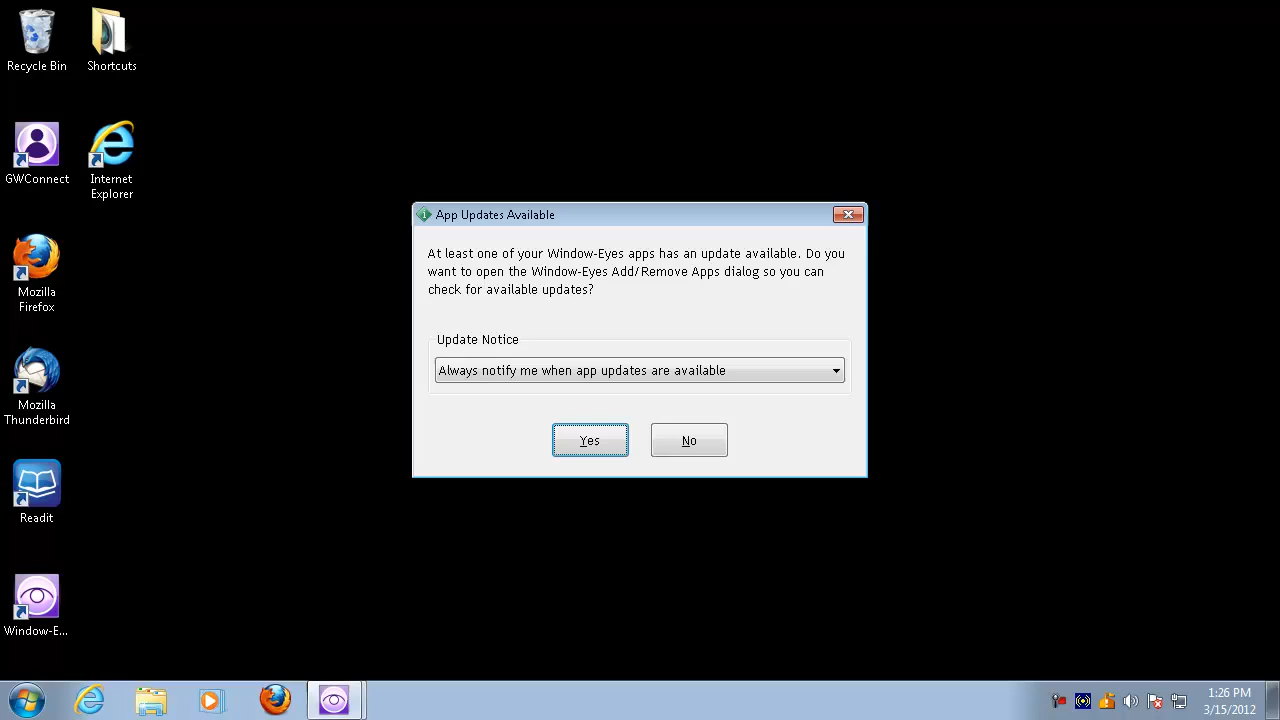 Recycle Bin
Shortcuts
GWConnect
Internet
Explorer
Mozilla
Firefox
Mozilla
Thunderbird
Readit
Window-E...
App Updates Available
At least one of your Window-Eyes apps has an update available. Do you
want to open the Window-Eyes Add/Remove Apps dialog so you can
check for available updates?
Update Notice
Always notify me when app updates are available
Yes
No
1:26 PM
3/15/2012